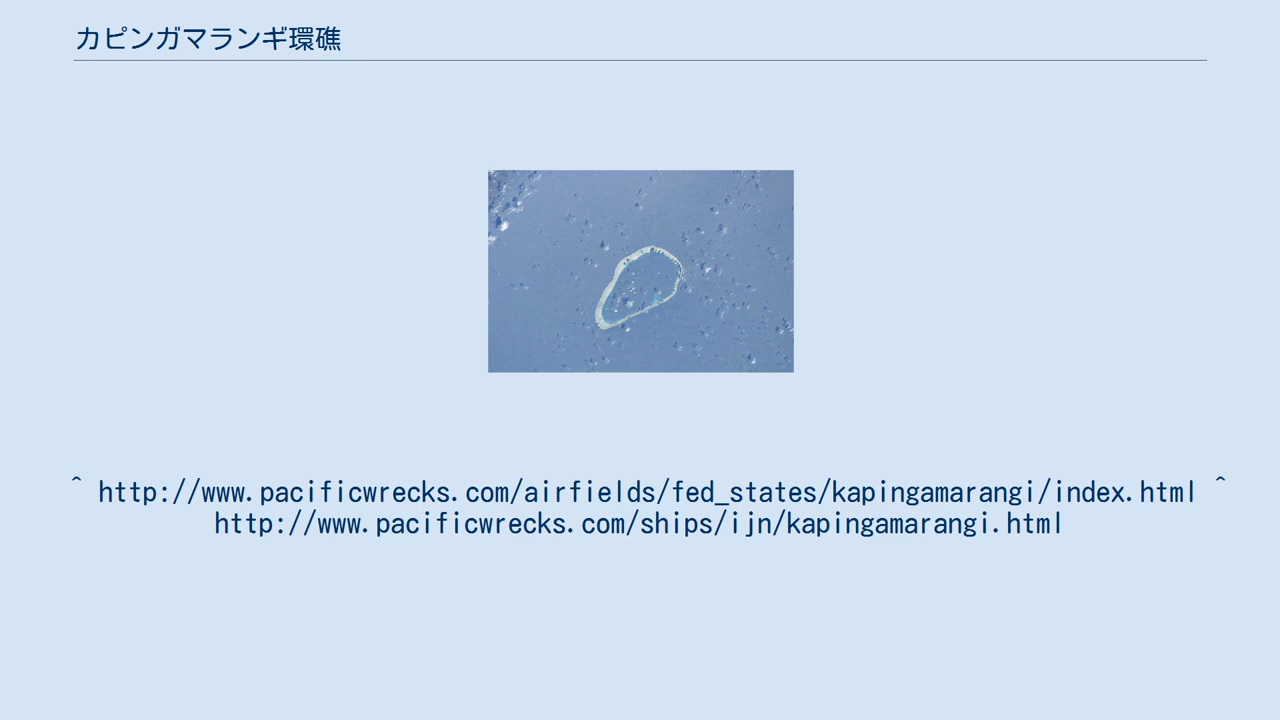 カピンガマランギ環礁
^ http://www.pacificwrecks.com/airfields/fed_states/kapingamarangi/index.html ^
http://www.pacificwrecks.com/ships/ijn/kapingamarangi.html